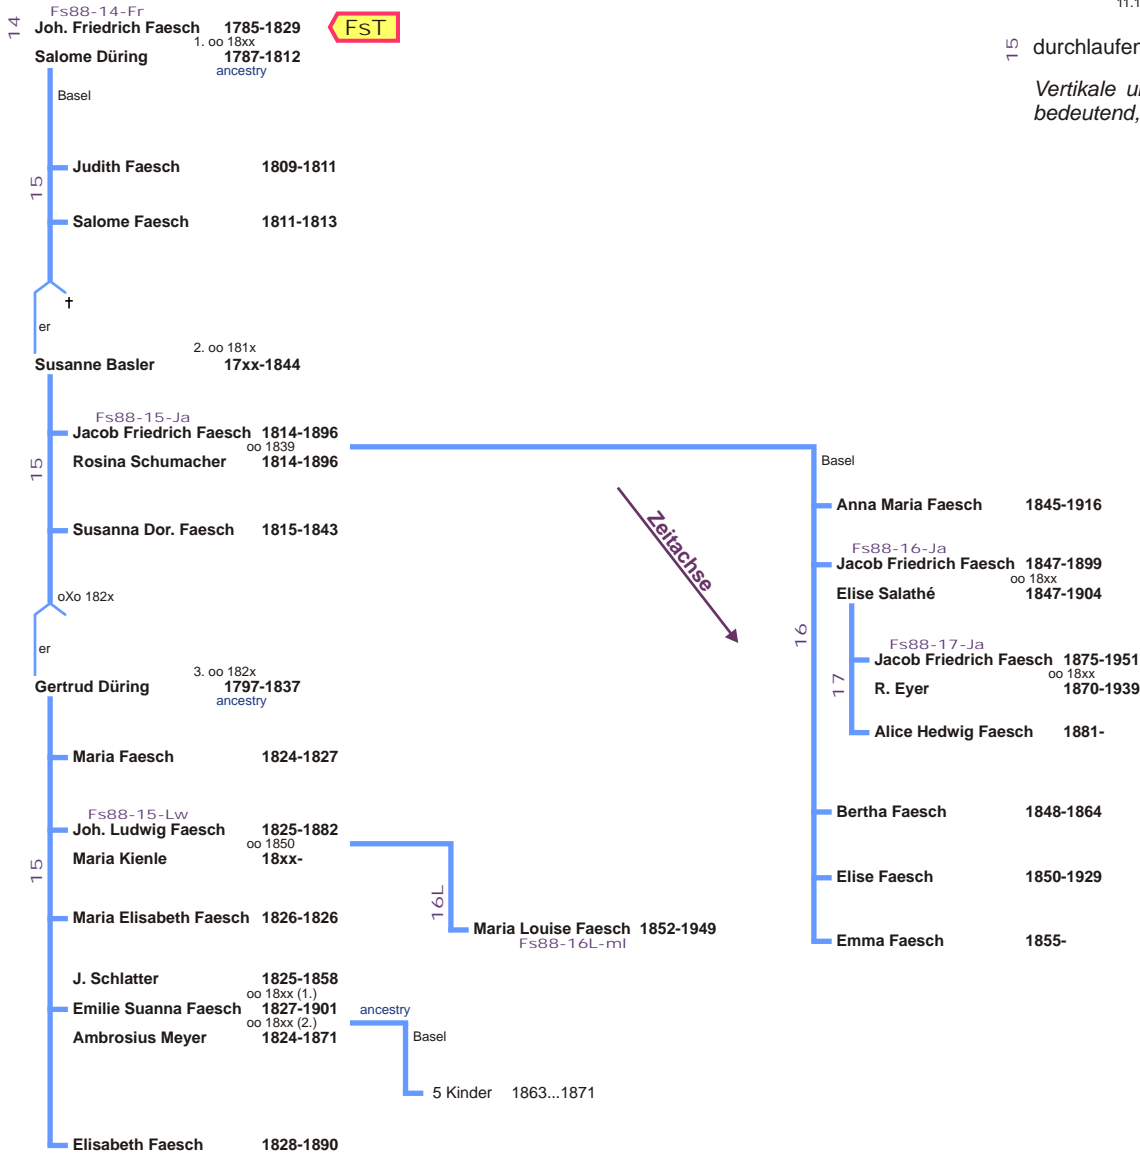 11.1
Fs88-14-Fr
14
Joh. Friedrich Faesch 1785-1829
FsT
1. oo 18xx
Salome Düring 1787-1812
ancestry
15 durchlaufer
Vertikale u
bedeutend,
Basel
15
Judith Faesch 1809-1811
Salome Faesch 1811-1813
†
er
2. oo 181x
Susanne Basler 17xx-1844
15
Fs88-15-Ja
Jacob Friedrich Faesch 1814-1896
oo 1839
Rosina Schumacher 1814-1896
Susanna Dor. Faesch 1815-1843
oXo 182x
er
3. oo 182x
Gertrud Düring 1797-1837
ancestry
15
Maria Faesch 1824-1827
Fs88-15-Lw
Joh. Ludwig Faesch 1825-1882
oo 1850
Maria Kienle 18xx-
Maria Elisabeth Faesch 1826-1826
J. Schlatter 1825-1858
oo 18xx (1.)
Emilie Suanna Faesch 1827-1901
oo 18xx (2.)
Ambrosius Meyer 1824-1871
Elisabeth Faesch 1828-1890
16L
Maria Louise Faesch 1852-1949
Fs88-16L-ml
ancestry
Basel
5 Kinder 1863...1871
Zeitachse
Basel
16
Anna Maria Faesch 1845-1916
Fs88-16-Ja
Jacob Friedrich Faesch 1847-1899
oo 18xx
Elise Salathé 1847-1904
17
Fs88-17-Ja
Jacob Friedrich Faesch 1875-1951
oo 18xx
R. Eyer 1870-1939
Alice Hedwig Faesch 1881-
Bertha Faesch 1848-1864
Elise Faesch 1850-1929
Emma Faesch 1855-